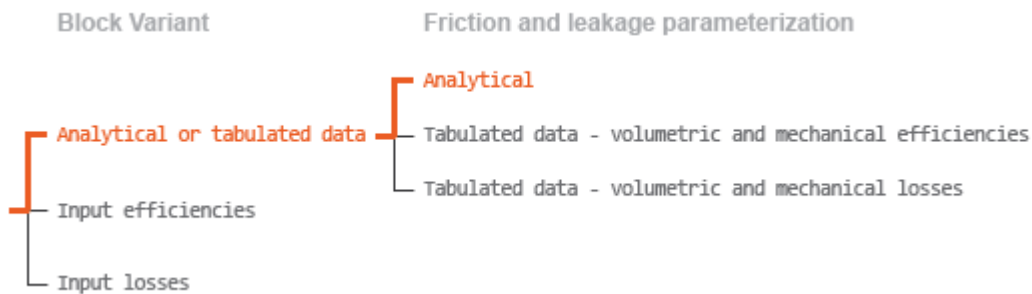 Block Variant
Friction and leakage parameterization
Analytical
Analytical or tabulated data
Tabulated data - volumetric and mechanical efficiencies
Tabulated data - volumetric and mechanical losses
Input efficiencies
Input losses